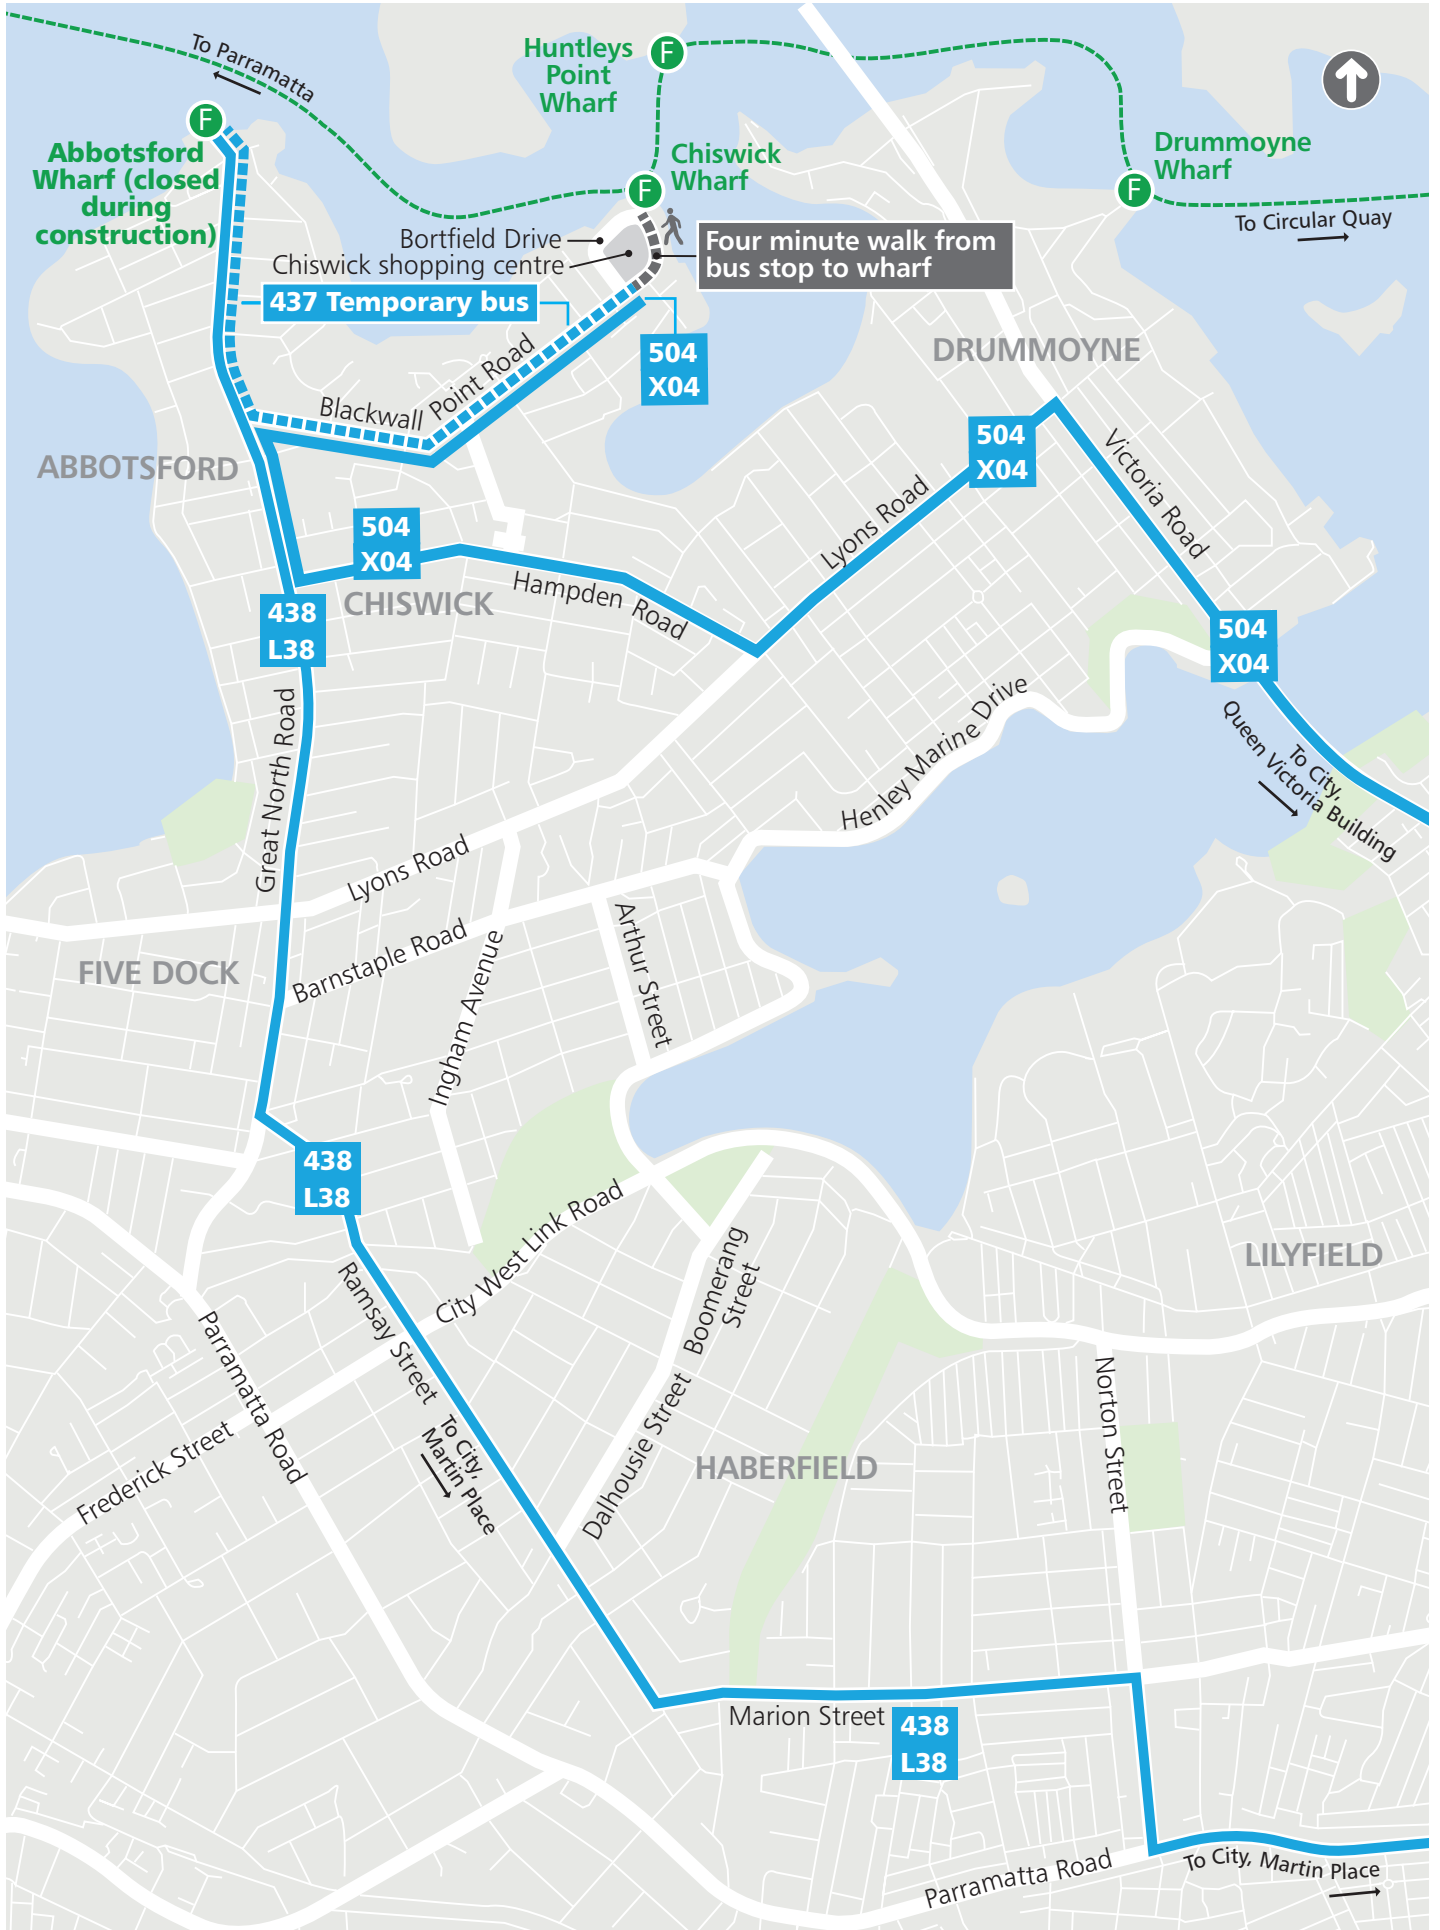 To Parramatta
F
Huntleys
Point
Wharf
F
Abbotsford
Wharf (closed
during
construction)
F
Chiswick
Wharf
F
Drummoyne
Wharf
To Circular Quay
Bortfield Drive
Chiswick shopping centre
Four minute walk from
bus stop to wharf
437 Temporary bus
504
X04
DRUMMOYNE
Blackwall Point Road
ABBOTSFORD
504
X04
Victoria Road
Lyons Road
504
X04
CHISWICK
Hampden Road
438
L38
504
X04
Great North Road
Henley Marine Drive
To City,
Queen Victoria Building
Lyons Road
Barnstaple Road
Arthur Street
FIVE DOCK
Ingham Avenue
438
L38
City West Link Road
LILYFIELD
Boomerang
Street
Ramsay Street
Parramatta Road
Norton Street
Dalhousie Street
To City,
Martin Place
Frederick Street
HABERFIELD
Marion Street
438
L38
Parramatta Road
To City, Martin Place